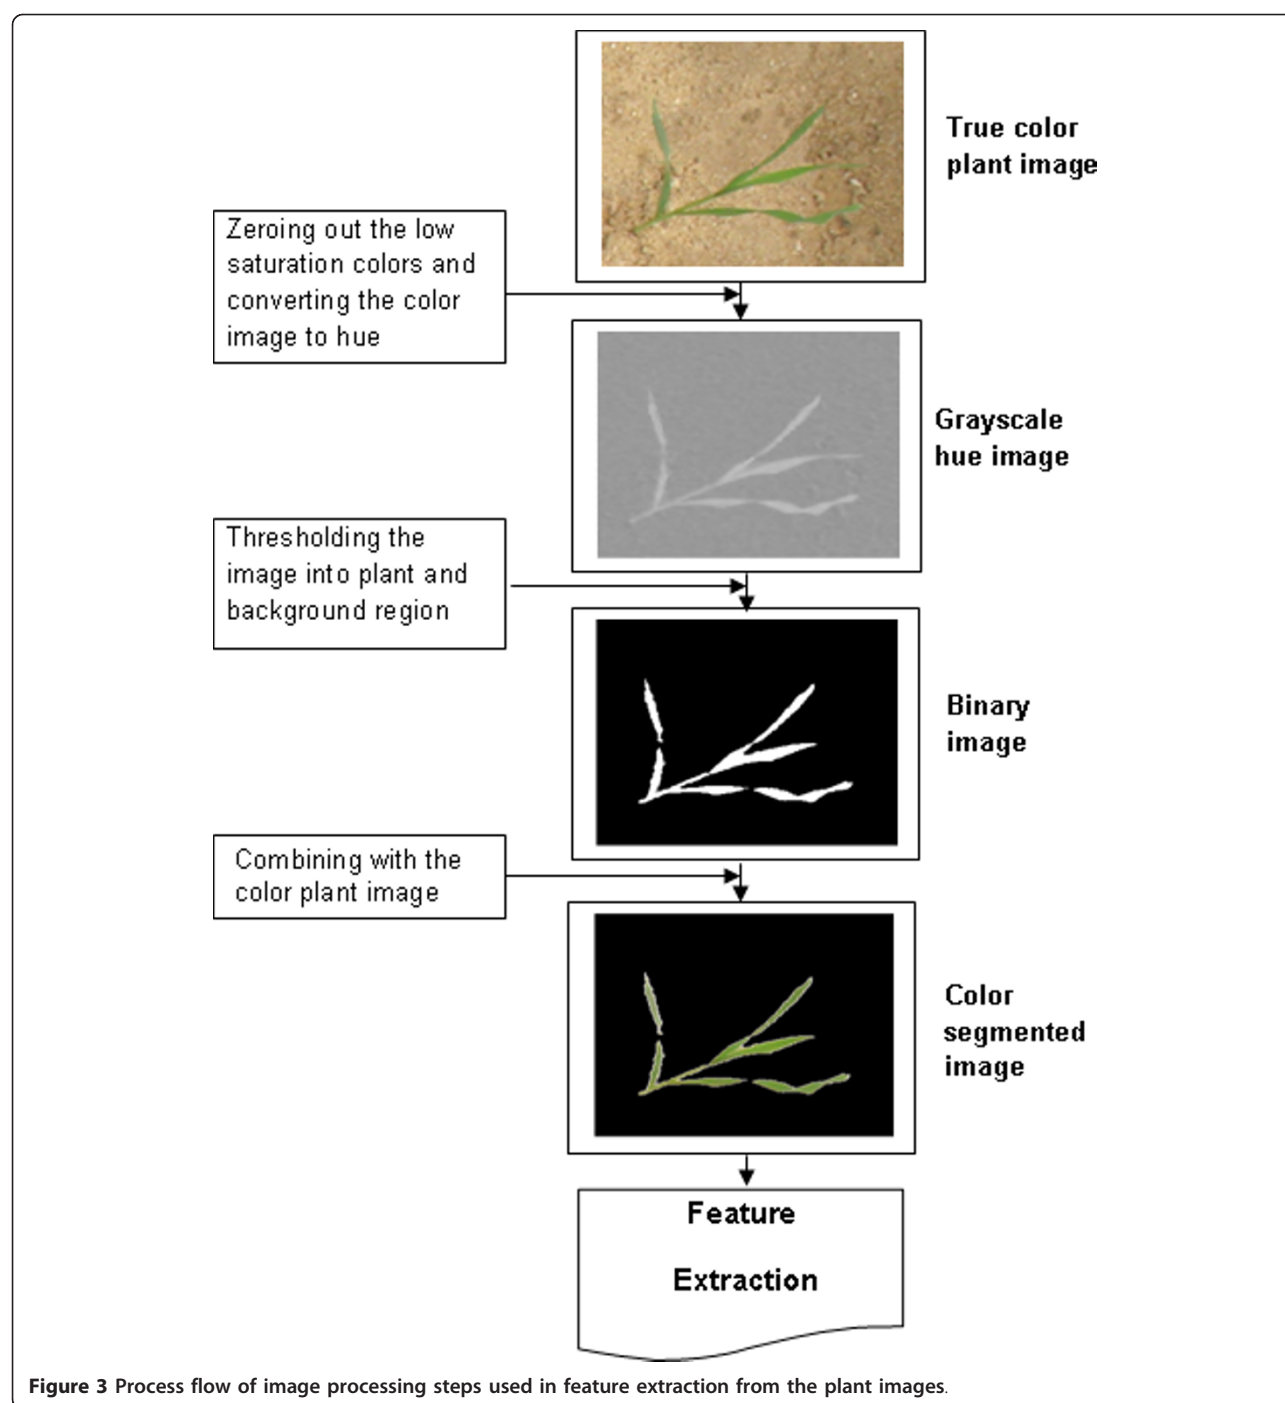 True color
plant image
Zeroing out the low
saturation colors and
converting the color
image to hue
Grayscale
hue image
Thresholding the
image into plant and
background region
Binary
image
Combining with the
color plant image
Color
segmented
image
Feature
Extraction
Figure 3 Process flow of image processing steps used in feature extraction from the plant images.